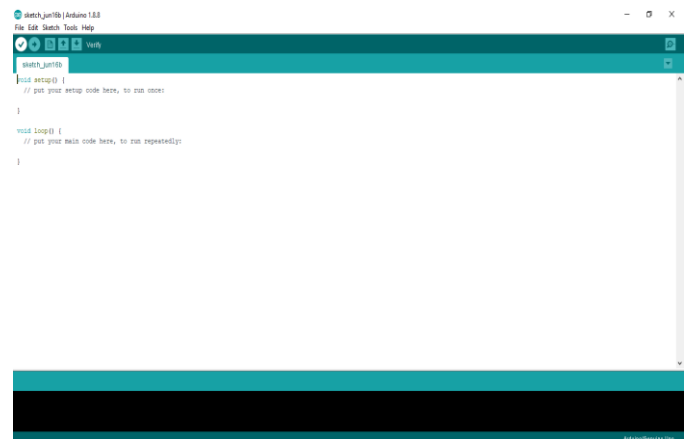 sketch_jun16b | Arduino 1.8.8
File Edit Sketch Tools Help
Verify
sketch_jun16b
void setup() {
// put your setup code here, to run once:
}
void loop() {
// put your main code here, to run repeatedly:
}